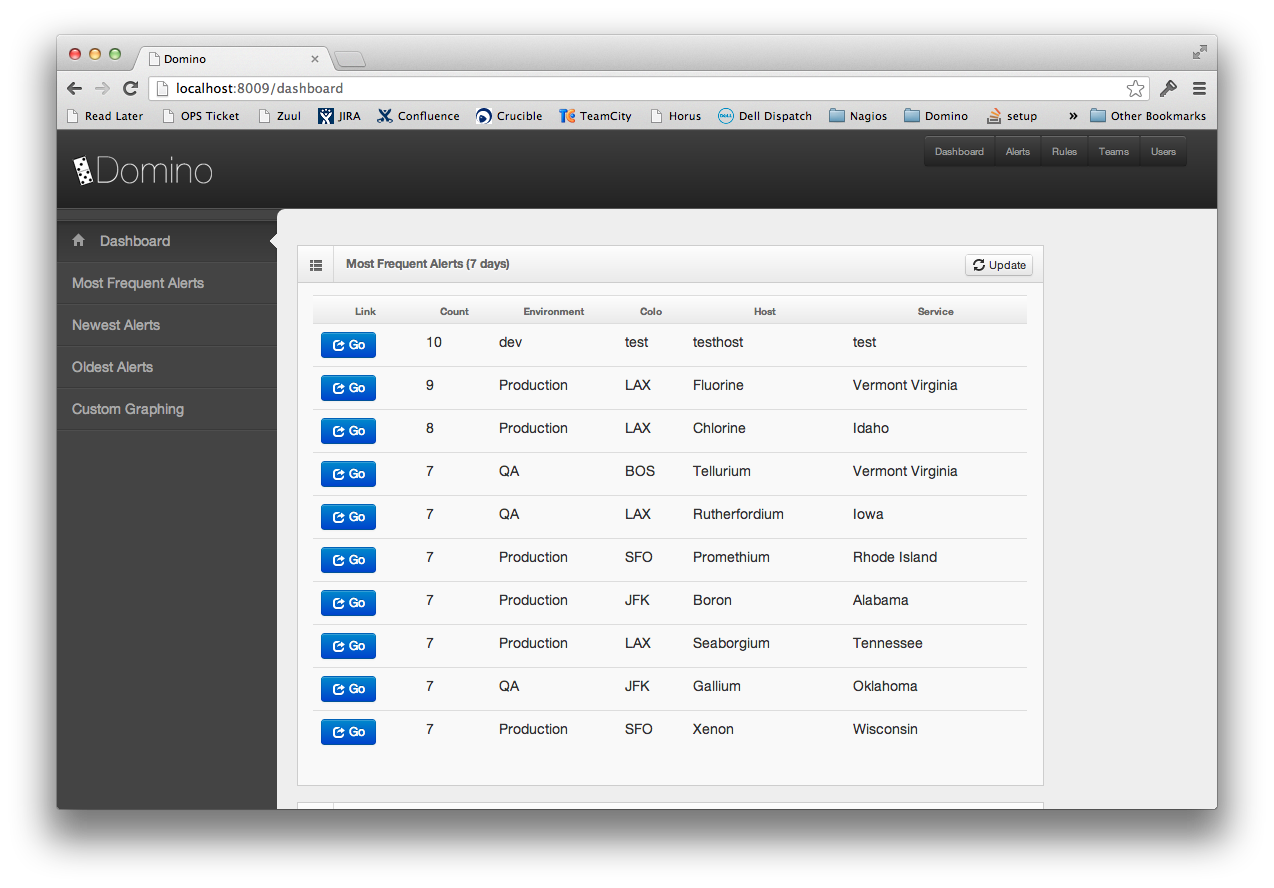 Domino
localhost:8009/dashboard
Read Later OPS Ticket Zuul JIRA Confluence Crucible TeamCity Horus Dell Dispatch Nagios Domino setup » Other Bookmarks
Domino
Dashboard Alerts Rules Teams Users
Dashboard
Most Frequent Alerts
Newest Alerts
Oldest Alerts
Custom Graphing
Most Frequent Alerts (7 days) Update
Link Count Environment Colo Host Service
Go 10 dev test testhost test
Go 9 Production LAX Fluorine Vermont Virginia
Go 8 Production LAX Chlorine Idaho
Go 7 QA BOS Tellurium Vermont Virginia
Go 7 QA LAX Rutherfordium Iowa
Go 7 Production SFO Promethium Rhode Island
Go 7 Production JFK Boron Alabama
Go 7 Production LAX Seaborgium Tennessee
Go 7 QA JFK Gallium Oklahoma
Go 7 Production SFO Xenon Wisconsin